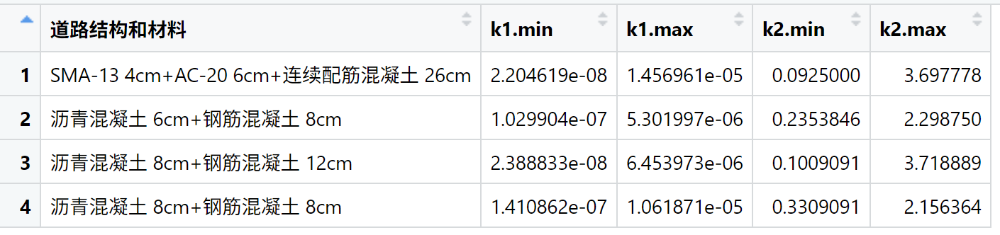 道路结构和材料 k1.min k1.max k2.min k2.max
1 SMA-13 4cm+AC-20 6cm+连续配筋混凝土 26cm 2.204619e-08 1.456961e-05 0.0925000 3.697778
2 沥青混凝土 6cm+钢筋混凝土 8cm 1.029904e-07 5.301997e-06 0.2353846 2.298750
3 沥青混凝土 8cm+钢筋混凝土 12cm 2.388833e-08 6.453973e-06 0.1009091 3.718889
4 沥青混凝土 8cm+钢筋混凝土 8cm 1.410862e-07 1.061871e-05 0.3309091 2.156364